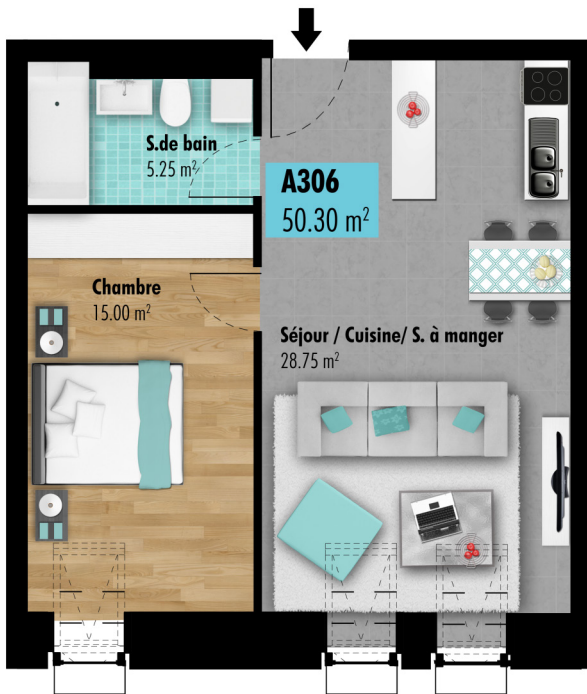 S.de bain
5.25 m²
A306
50.30 m²
Chambre
15.00 m²
Séjour / Cuisine/ S. à manger
28.75 m²